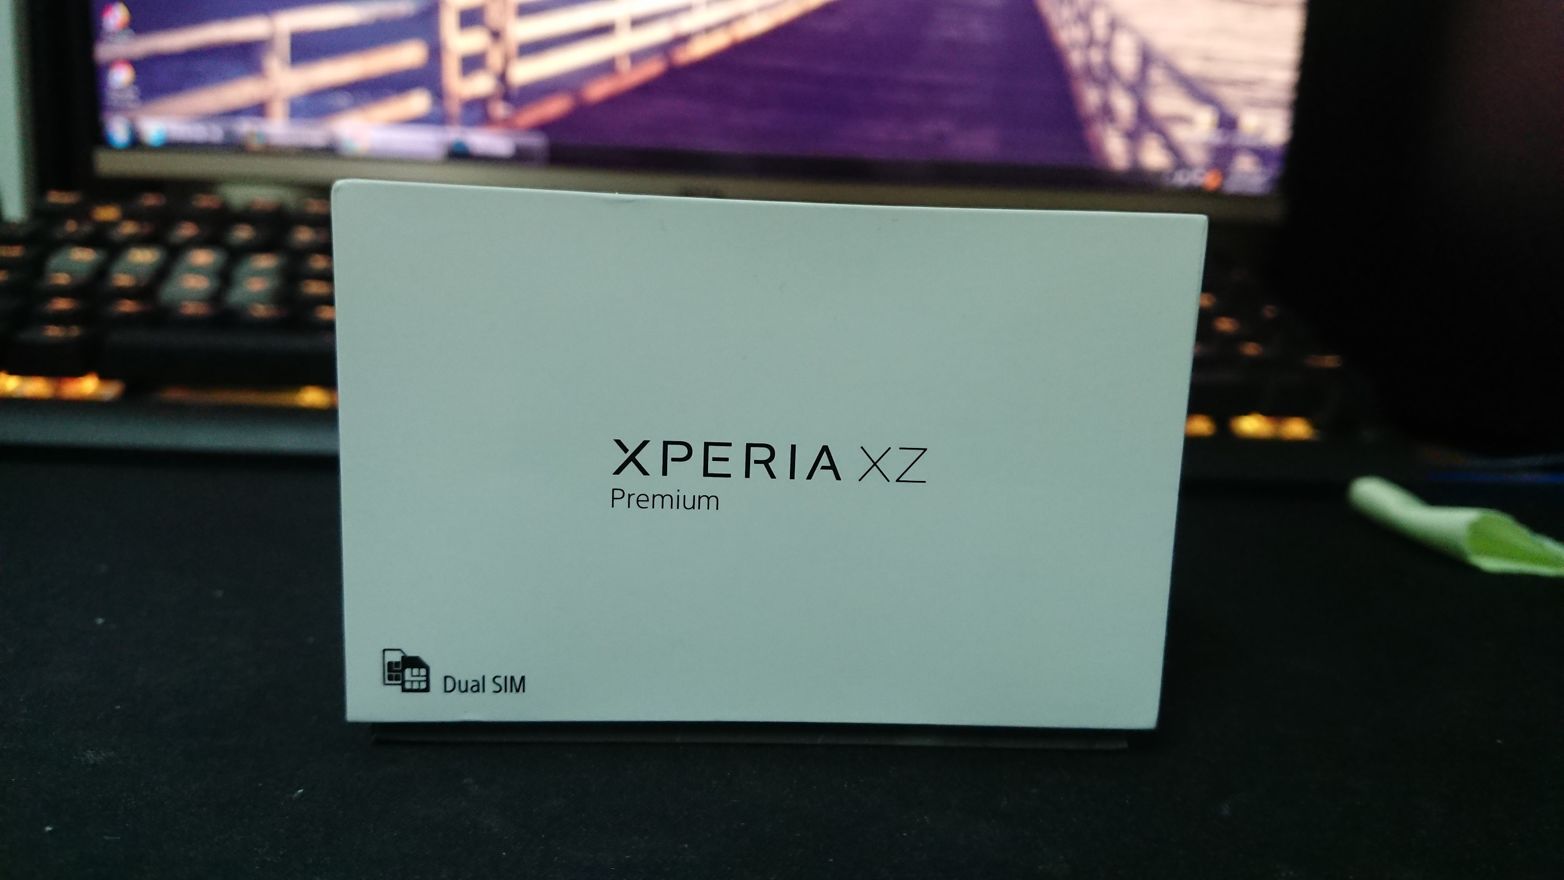 XPERIA XZ
Premium
Dual SIM